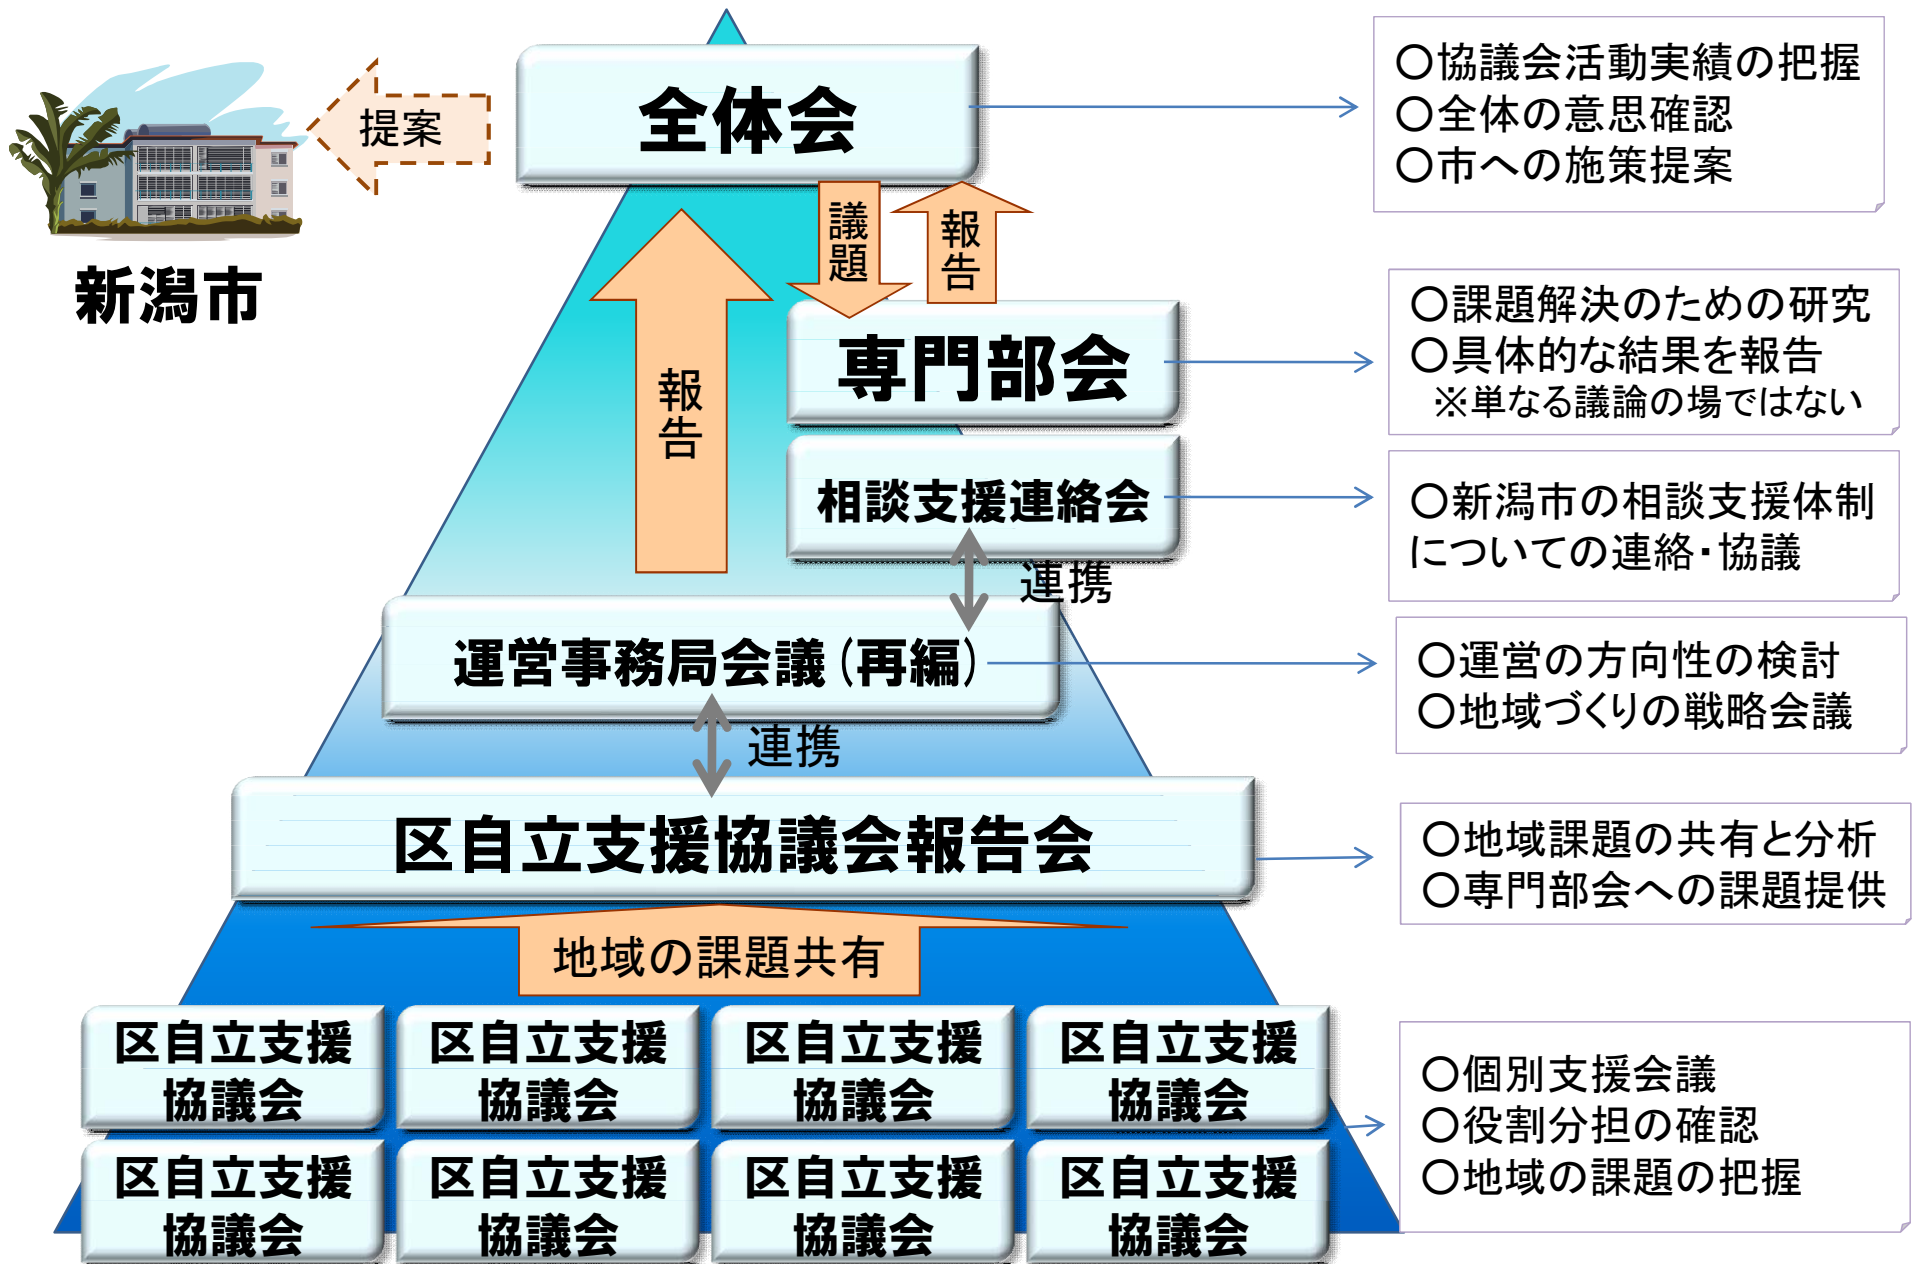 全体会
提案
新潟市
○協議会活動実績の把握
○全体の意思確認
○市への施策提案
議題
報告
報告
専門部会
○課題解決のための研究
○具体的な結果を報告
※単なる議論の場ではない
相談支援連絡会
○新潟市の相談支援体制
についての連絡・協議
連携
運営事務局会議(再編)
○運営の方向性の検討
○地域づくりの戦略会議
連携
区自立支援協議会報告会
○地域課題の共有と分析
○専門部会への課題提供
地域の課題共有
区自立支援
協議会
区自立支援
協議会
区自立支援
協議会
区自立支援
協議会
○個別支援会議
○役割分担の確認
○地域の課題の把握
区自立支援
協議会
区自立支援
協議会
区自立支援
協議会
区自立支援
協議会